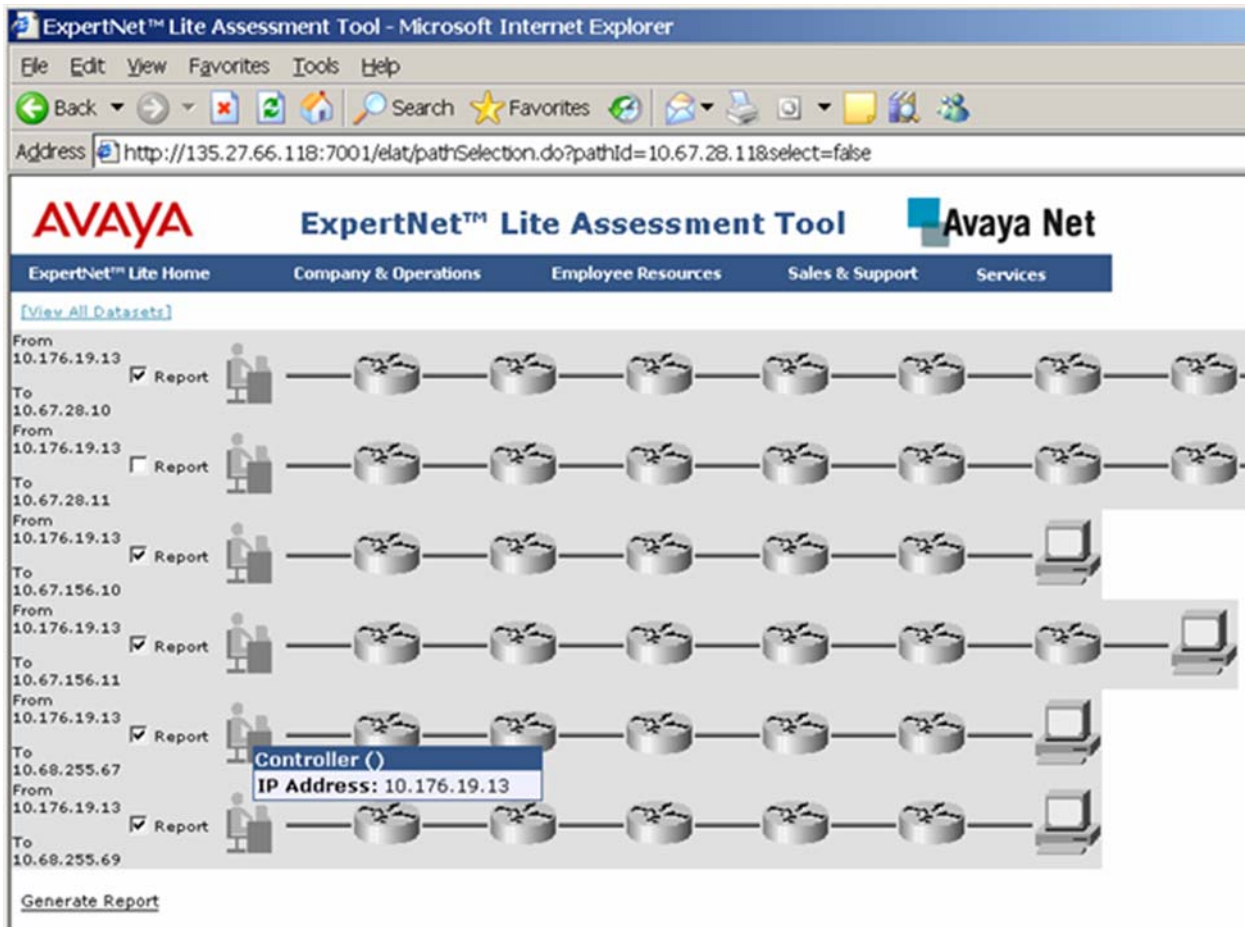 ExpertNet™ Lite Assessment Tool - Microsoft Internet Explorer
File Edit View Favorites Tools Help
Back Search Favorites
Address http://135.27.66.118:7001/elat/pathSelection.do?pathId=10.67.28.11&select=false
AVAYA ExpertNet™ Lite Assessment Tool Avaya Net
ExpertNet™ Lite Home Company & Operations Employee Resources Sales & Support Services
[View All Datasets]
From
10.176.19.13
Report
To
10.67.28.10
From
10.176.19.13
Report
To
10.67.28.11
From
10.176.19.13
Report
To
10.67.156.10
From
10.176.19.13
Report
To
10.67.156.11
From
10.176.19.13
Report
To
10.68.255.67
Controller ()
IP Address: 10.176.19.13
From
10.176.19.13
Report
To
10.68.255.69
Generate Report